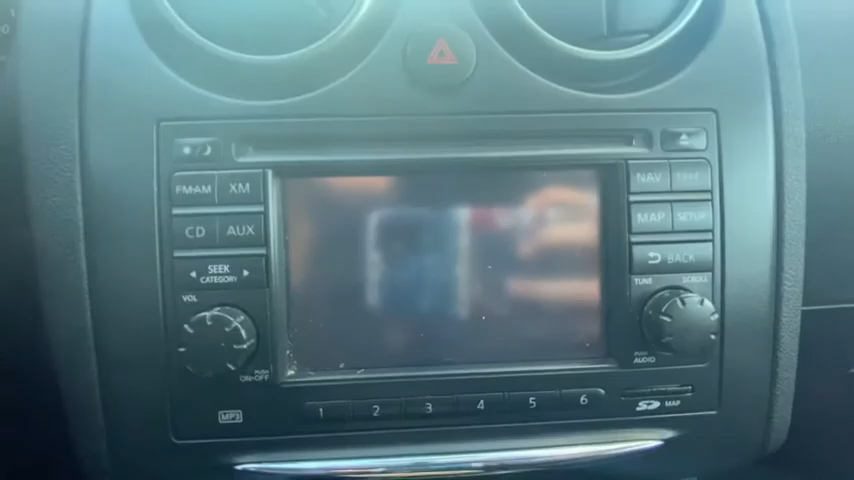 FM·AM XM
CD AUX
SEEK
CATEGORY
VOL
PUSH
ON·OFF
MP3
1 2 3 4 5 6
NAV
MAP SETUP
BACK
TUNE SCROLL
PUSH
AUDIO
SD MAP